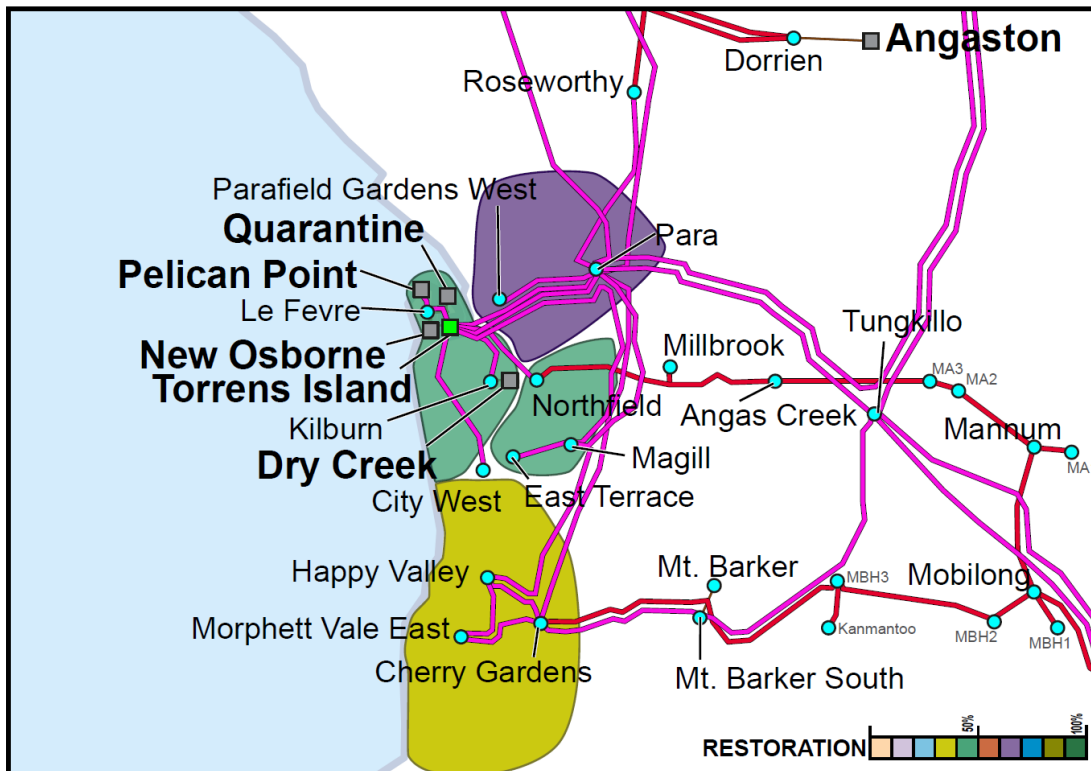 Angaston
Dorrien
Roseworthy
Parafield Gardens West
Quarantine
Para
Pelican Point
Le Fevre
Tungkillo
New Osborne
Millbrook
MA3
MA2
Torrens Island
Northfield
Angas Creek
Kilburn
Mannum
Dry Creek
Magill
MA
City West
East Terrace
Happy Valley
Mt. Barker
MBH3
Mobilong
Morphett Vale East
Kanmantoo
MBH2
MBH1
Cherry Gardens
Mt. Barker South
50%
100%
RESTORATION